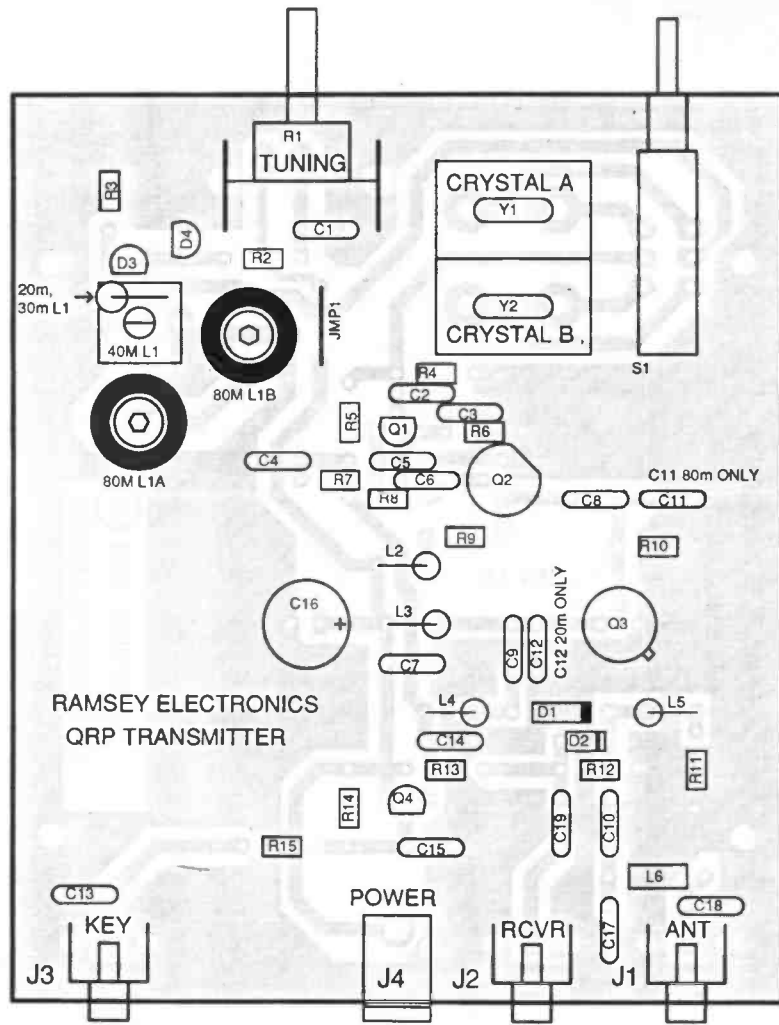 R1
TUNING
R3
CRYSTAL A
Y1
D4
C1
D3
R2
20m,
30m L1
Y2
JMP1
CRYSTAL B
40M L1
S1
R4
80M L1B
C2
C3
R5
Q1
R6
C4
C5
C11 80m ONLY
80M L1A
R7
C6
Q2
R8
C8
C11
R9
R10
L2
C12 20m ONLY
C16
+
L3
C9
C12
Q3
C7
RAMSEY ELECTRONICS
QRP TRANSMITTER
L4
D1
L5
C14
D2
R13
R12
R11
R14
Q4
C19
C10
R15
C15
L6
C13
POWER
C17
C18
KEY
RCVR
ANT
J3
J4
J2
J1